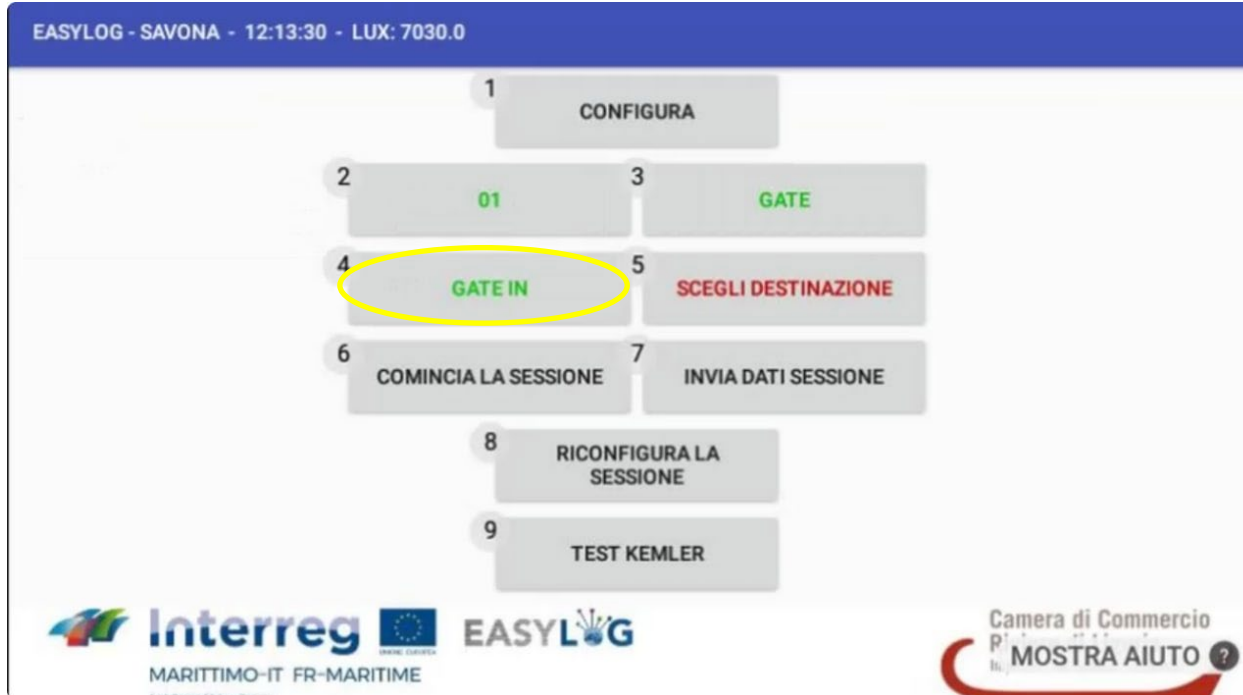 EASYLOG - SAVONA - 12:13:30 - LUX: 7030.0
1
CONFIGURA
2
01
3
GATE
4
GATE IN
5
SCEGLI DESTINAZIONE
6
COMINCIA LA SESSIONE
7
INVIA DATI SESSIONE
8
RICONFIGURA LA
SESSIONE
9
TEST KEMLER
Interreg
EASYLOG
MARITTIMO-IT FR-MARITIME
Camera di Commercio
MOSTRA AIUTO ?